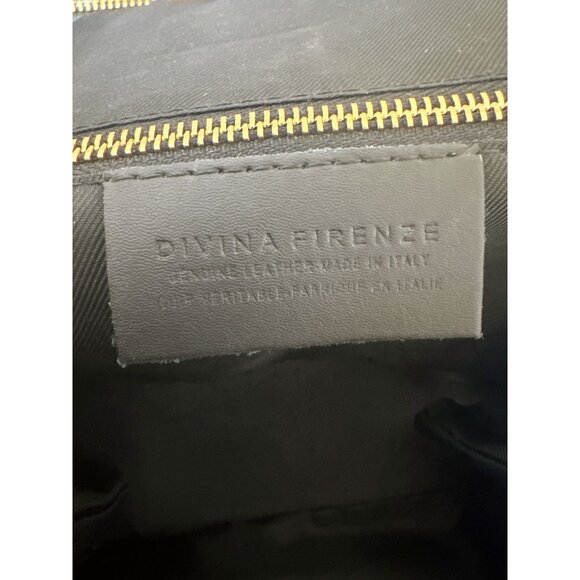 DIVINA FIRENZE
GENUINE LEATHER MADE IN ITALY
CUIR VERITABLE FABRIQUE EN ITALIE